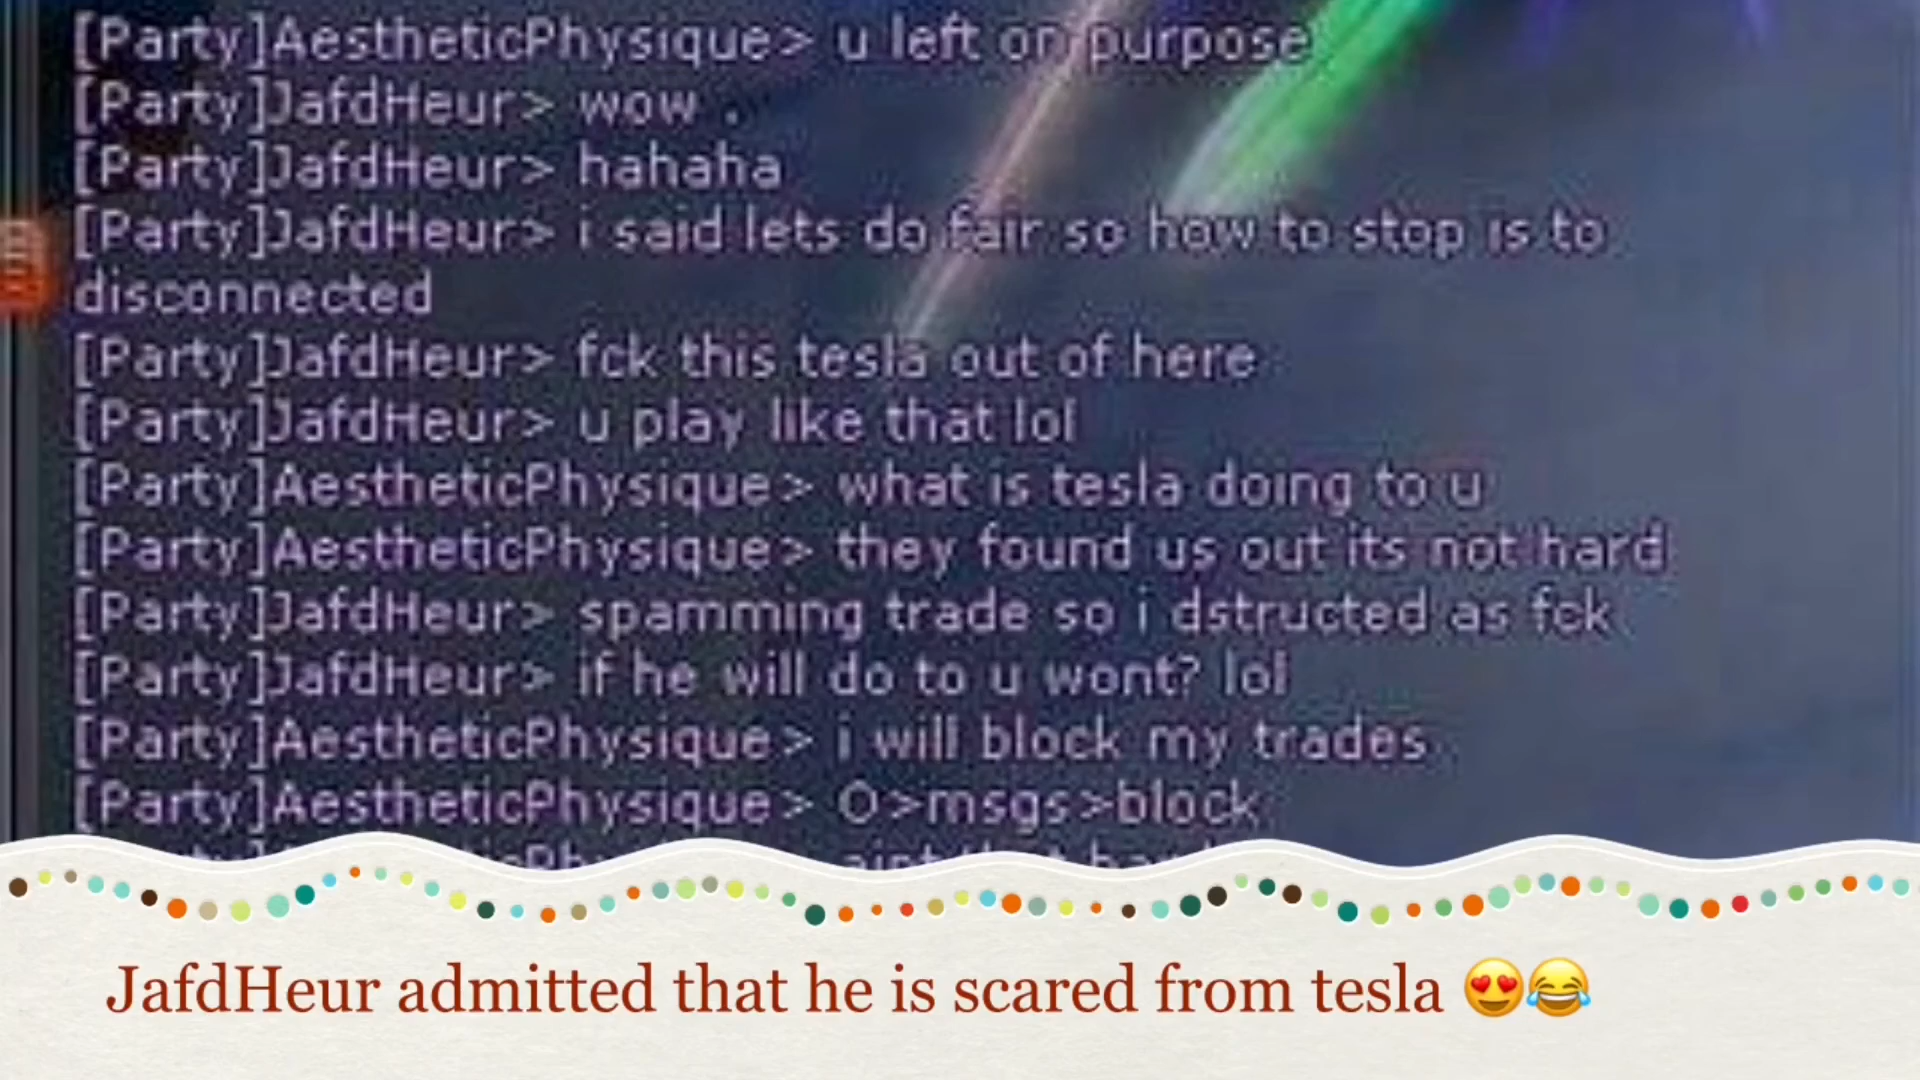 [Party]AestheticPhysique> u left on purpose
[Party]JafdHeur> wow .
[Party]JafdHeur> hahaha
[Party]JafdHeur> i said lets do fair so how to stop is to
disconnected
[Party]JafdHeur> fck this tesla out of here
[Party]JafdHeur> u play like that lol
[Party]AestheticPhysique> what is tesla doing to u
[Party]AestheticPhysique> they found us out its not hard
[Party]JafdHeur> spamming trade so i dstructed as fck
[Party]JafdHeur> if he will do to u wont? lol
[Party]AestheticPhysique> i will block my trades
[Party]AestheticPhysique> O>msgs>block
JafdHeur admitted that he is scared from tesla 😍😂